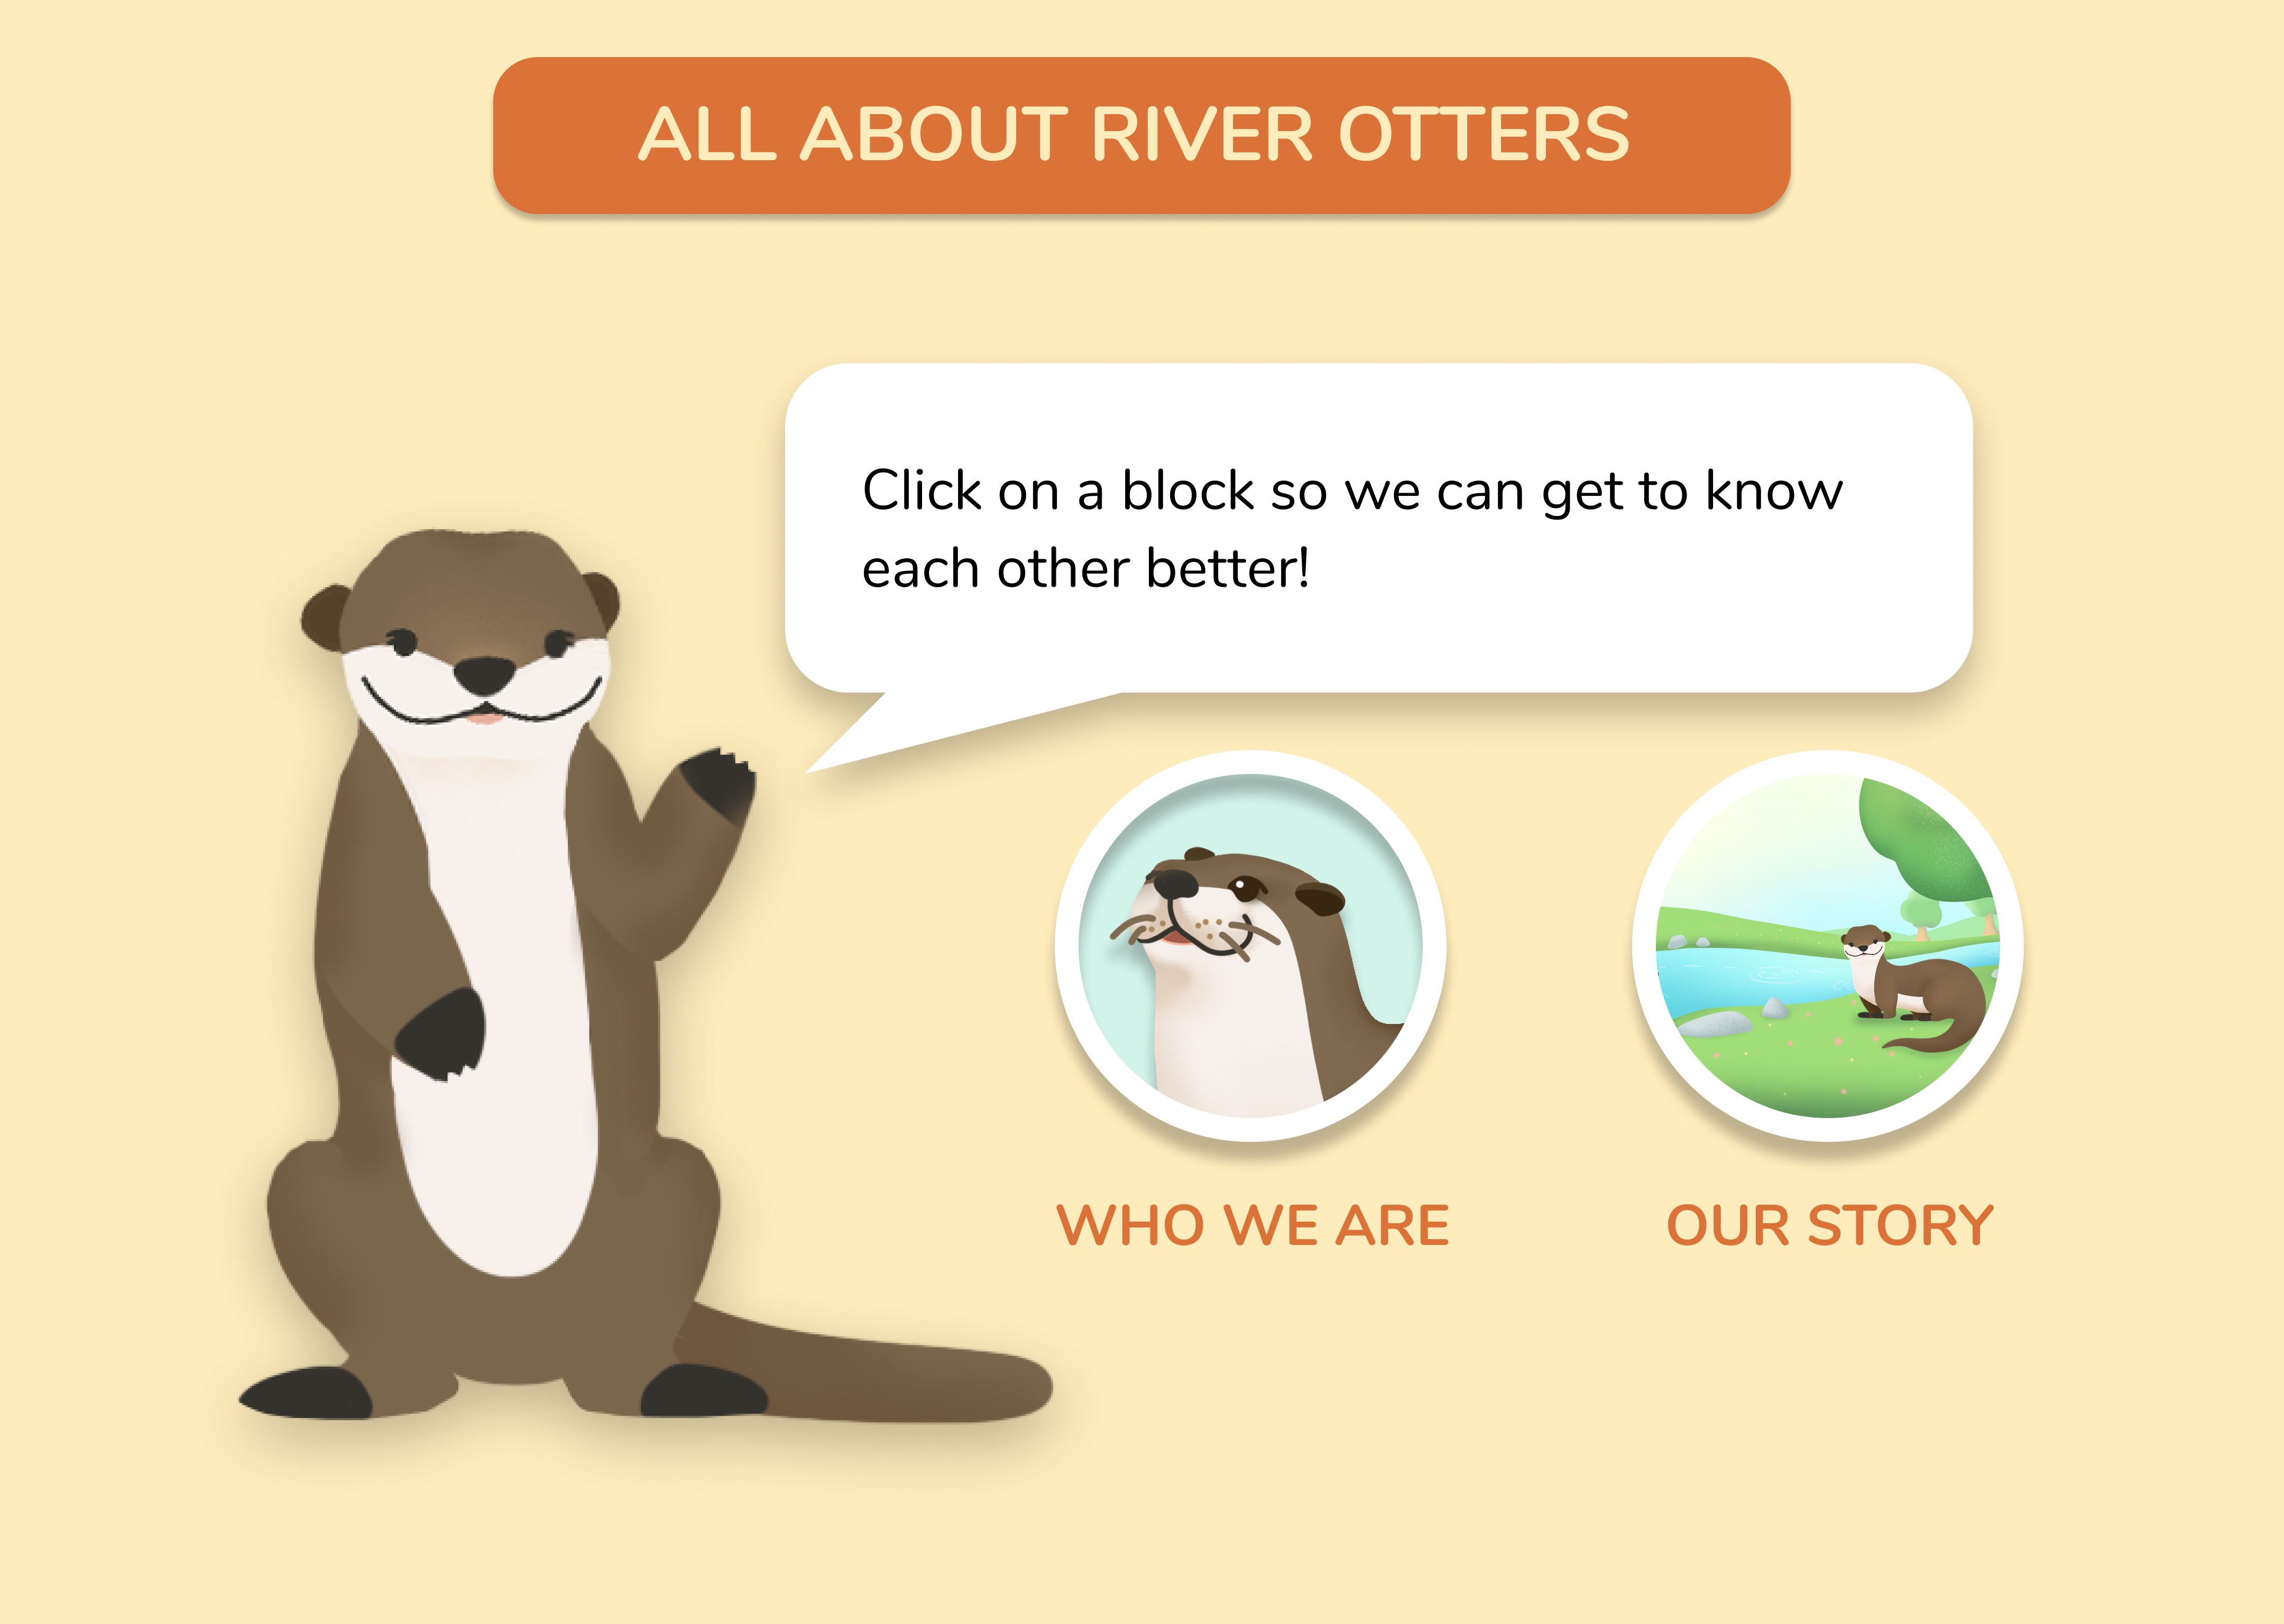 ALL ABOUT RIVER OTTERS
Click on a block so we can get to know
each other better!
WHO WE ARE
OUR STORY